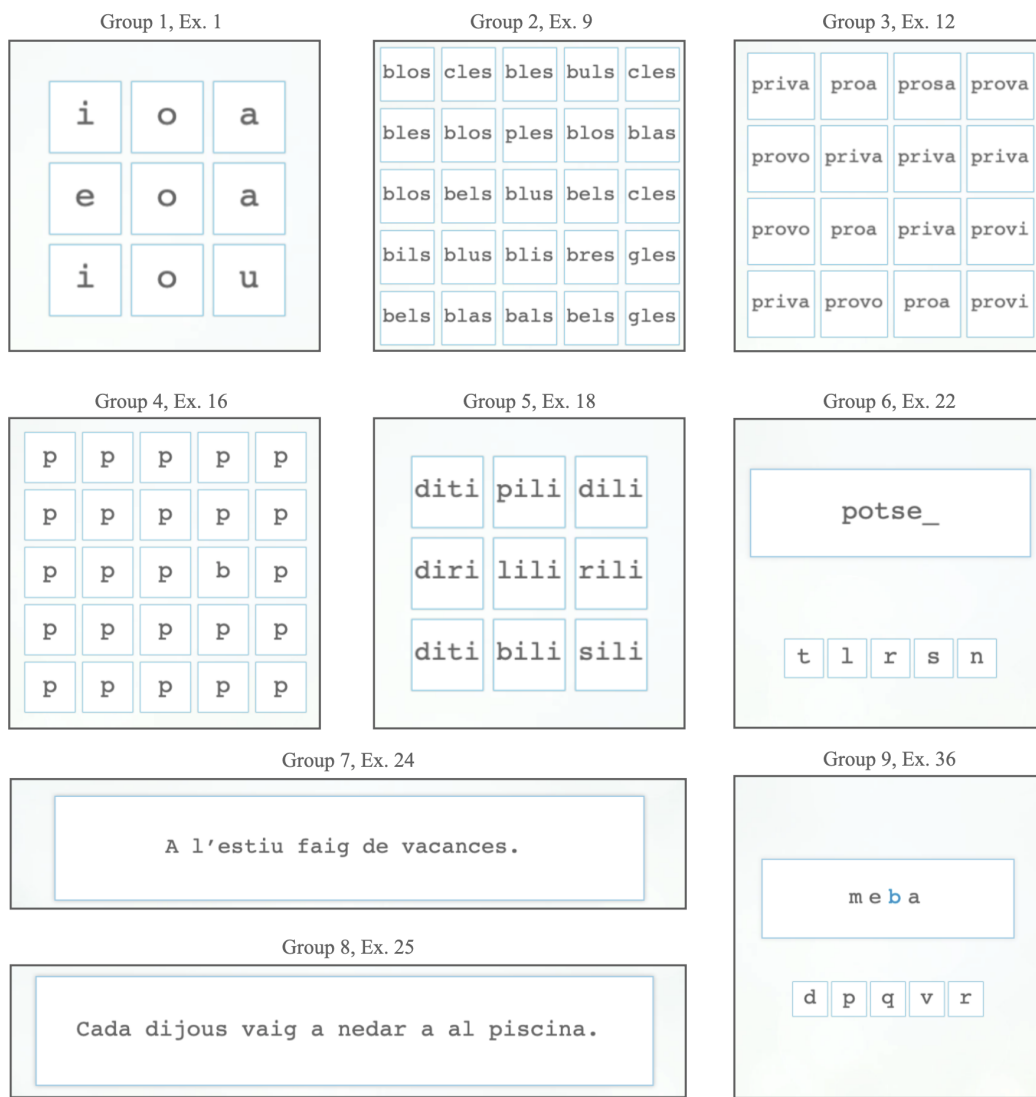 Group 1, Ex. 1
i o a
e o a
i o u
Group 2, Ex. 9
blos cles bles buls cles
bles blos ples blos blas
blos bels blus bels cles
bils blus blis bres gles
bels blas bals bels gles
Group 3, Ex. 12
priva proa prosa prova
provo priva priva priva
provo proa priva provi
priva provo proa provi
Group 4, Ex. 16
p p p p p
p p p p p
p p p b p
p p p p p
p p p p p
Group 5, Ex. 18
diti pili dili
diri lili rili
diti bili sili
Group 6, Ex. 22
potse_
t l r s n
Group 7, Ex. 24
A l'estiu faig de vacances.
Group 8, Ex. 25
Cada dijous vaig a nedar a al piscina.
Group 9, Ex. 36
m e b a
d p q v r